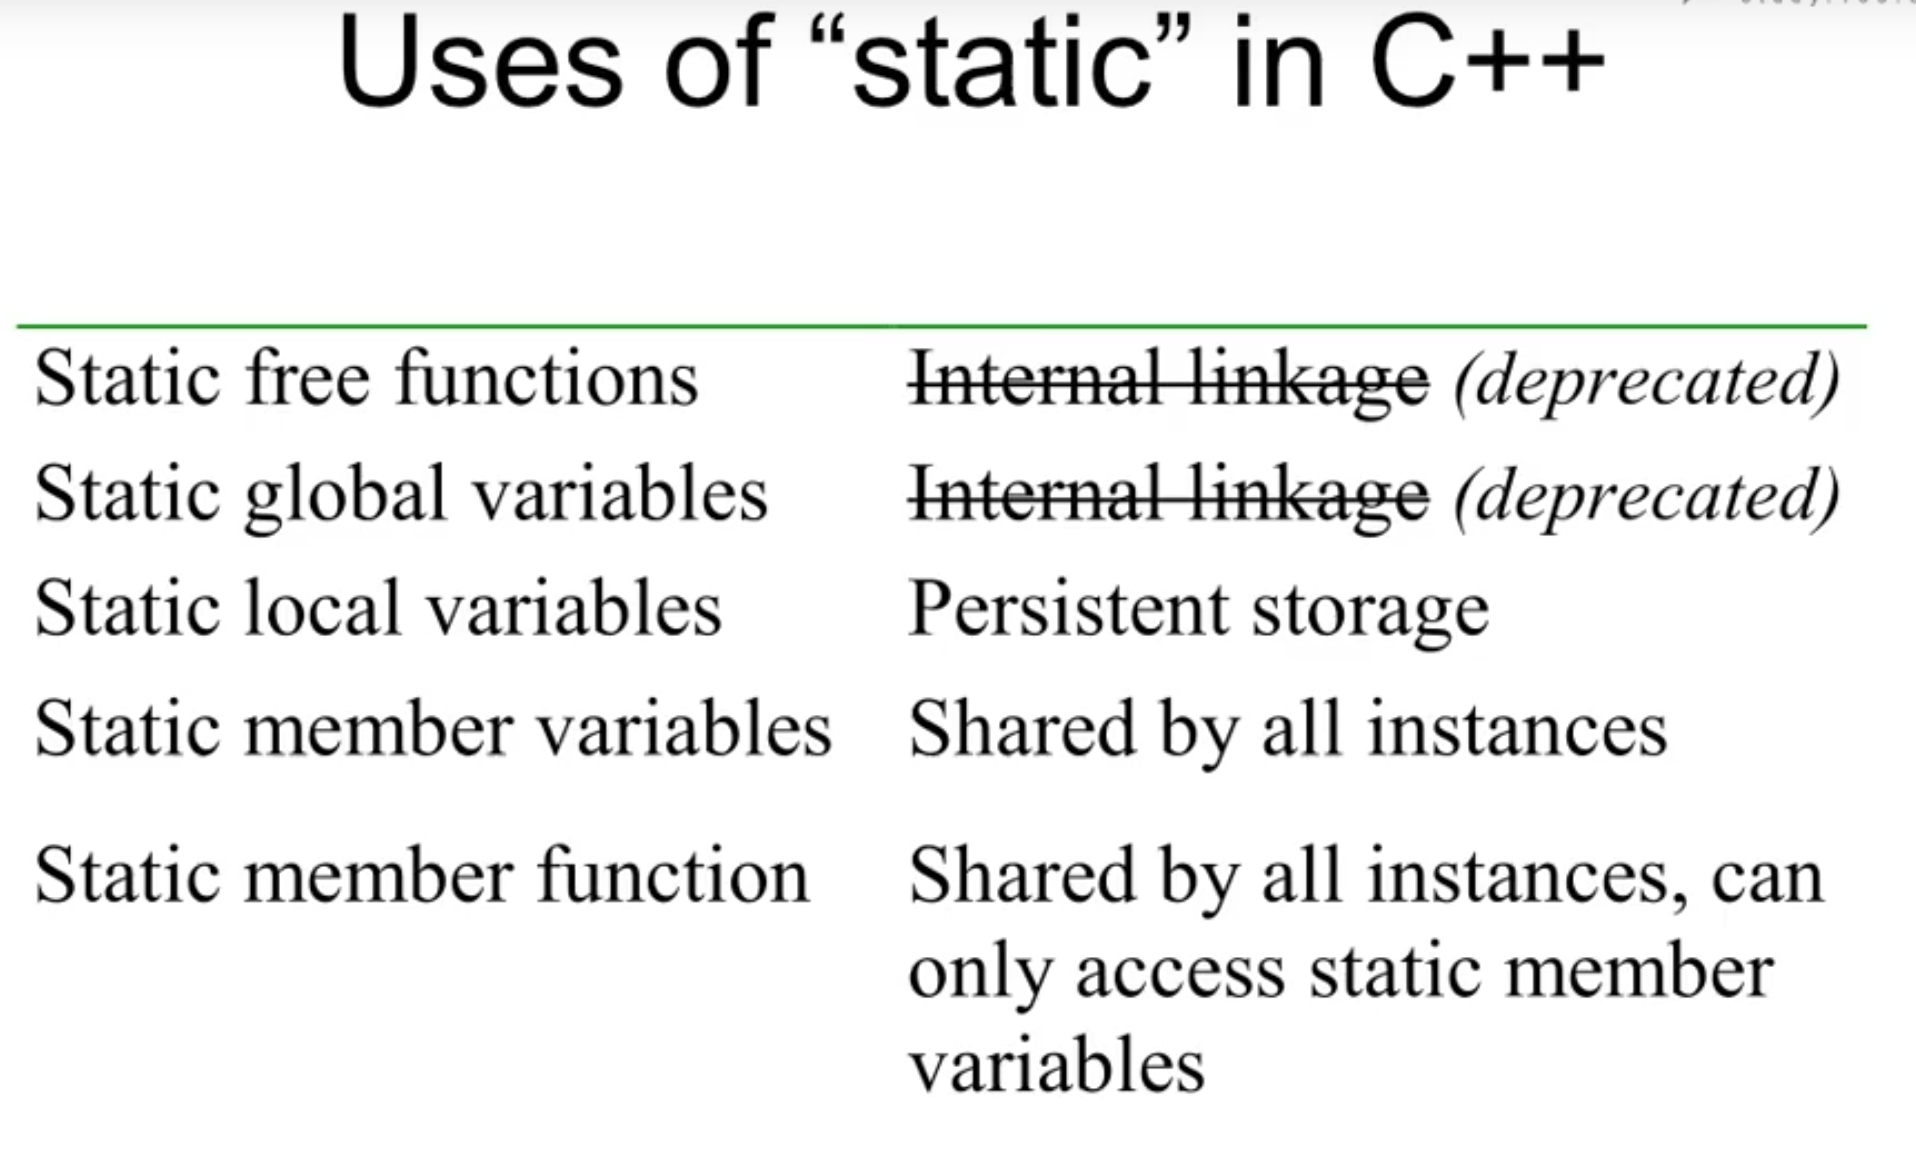 Uses of “static” in C++
Static free functions Internal linkage (deprecated)
Static global variables Internal linkage (deprecated)
Static local variables Persistent storage
Static member variables Shared by all instances
Static member function Shared by all instances, can
only access static member
variables